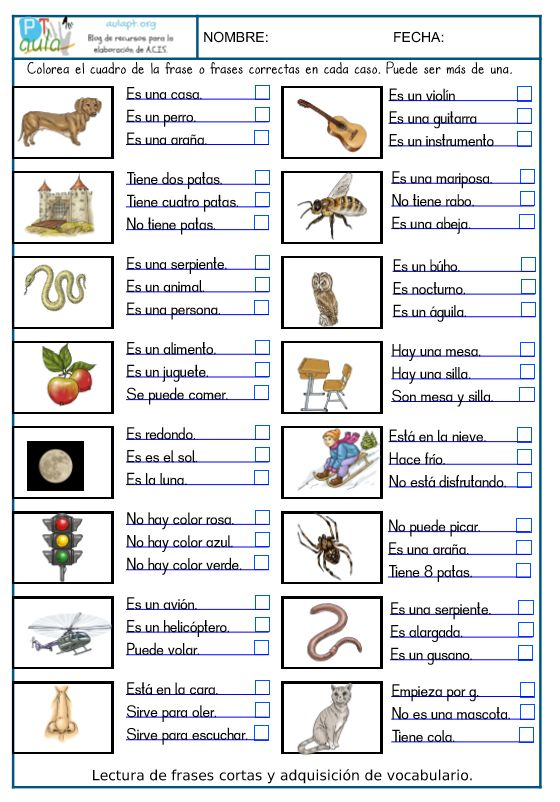 PT
aula
aulapt.org
Blog de recursos para la
elaboración de A.C.I.S.
NOMBRE:
FECHA:
Colorea el cuadro de la frase o frases correctas en cada caso. Puede ser más de una.
Es una casa.
Es un perro.
Es una araña.
Es un violín
Es una guitarra
Es un instrumento
Tiene dos patas.
Tiene cuatro patas.
No tiene patas.
Es una mariposa.
No tiene rabo.
Es una abeja.
Es una serpiente.
Es un animal.
Es una persona.
Es un búho.
Es nocturno.
Es un águila.
Es un alimento.
Es un juguete.
Se puede comer.
Hay una mesa.
Hay una silla.
Son mesa y silla.
Es redondo.
Es es el sol.
Es la luna.
Está en la nieve.
Hace frío.
No está disfrutando.
No hay color rosa.
No hay color azul.
No hay color verde.
No puede picar.
Es una araña.
Tiene 8 patas.
Es un avión.
Es un helicóptero.
Puede volar.
Es una serpiente.
Es alargada.
Es un gusano.
Está en la cara.
Sirve para oler.
Sirve para escuchar.
Empieza por g.
No es una mascota.
Tiene cola.
Lectura de frases cortas y adquisición de vocabulario.